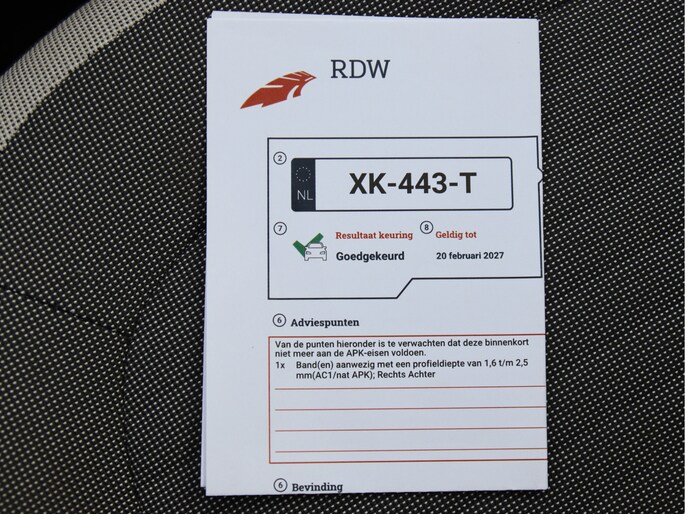 RDW
2
NL
XK-443-T
7 Resultaat keuring 8 Geldig tot
Goedgekeurd 20 februari 2027
6 Adviespunten
Van de punten hieronder is te verwachten dat deze binnenkort
niet meer aan de APK-eisen voldoen.
1x Band(en) aanwezig met een profieldiepte van 1,6 t/m 2,5
mm(AC1/nat APK); Rechts Achter
6 Bevinding